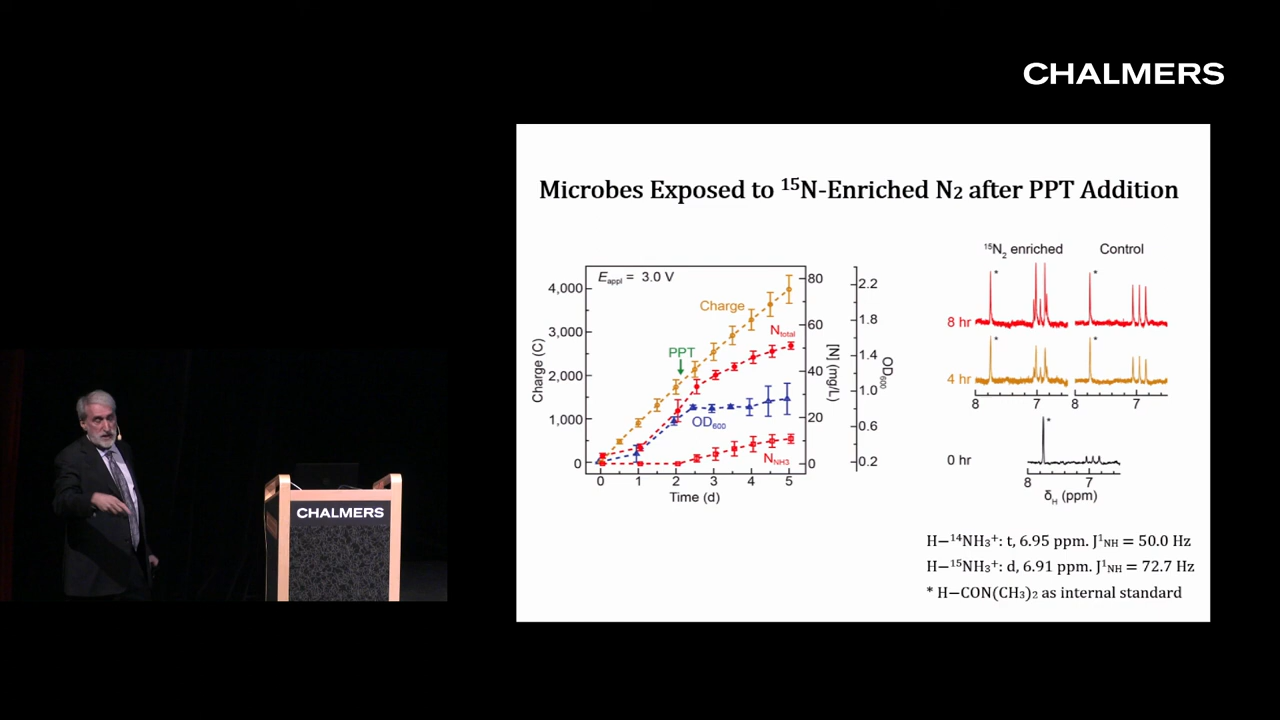 CHALMERS
Microbes Exposed to ¹⁵N-Enriched N₂ after PPT Addition
E_appl = 3.0 V
Charge
N_total
PPT
OD₆₀₀
N_NH3
Charge (C)
4,000
3,000
2,000
1,000
0
80
60
40
20
0
[N] (mg/L)
2.2
1.8
1.4
1.0
0.6
0.2
OD₆₀₀
0 1 2 3 4 5
Time (d)
¹⁵N₂ enriched Control
* *
8 hr
* *
4 hr
8 7 8 7
*
0 hr
8 7
δ_H (ppm)
H−¹⁴NH₃⁺: t, 6.95 ppm. J¹_NH = 50.0 Hz
H−¹⁵NH₃⁺: d, 6.91 ppm. J¹_NH = 72.7 Hz
* H−CON(CH₃)₂ as internal standard
CHALMERS